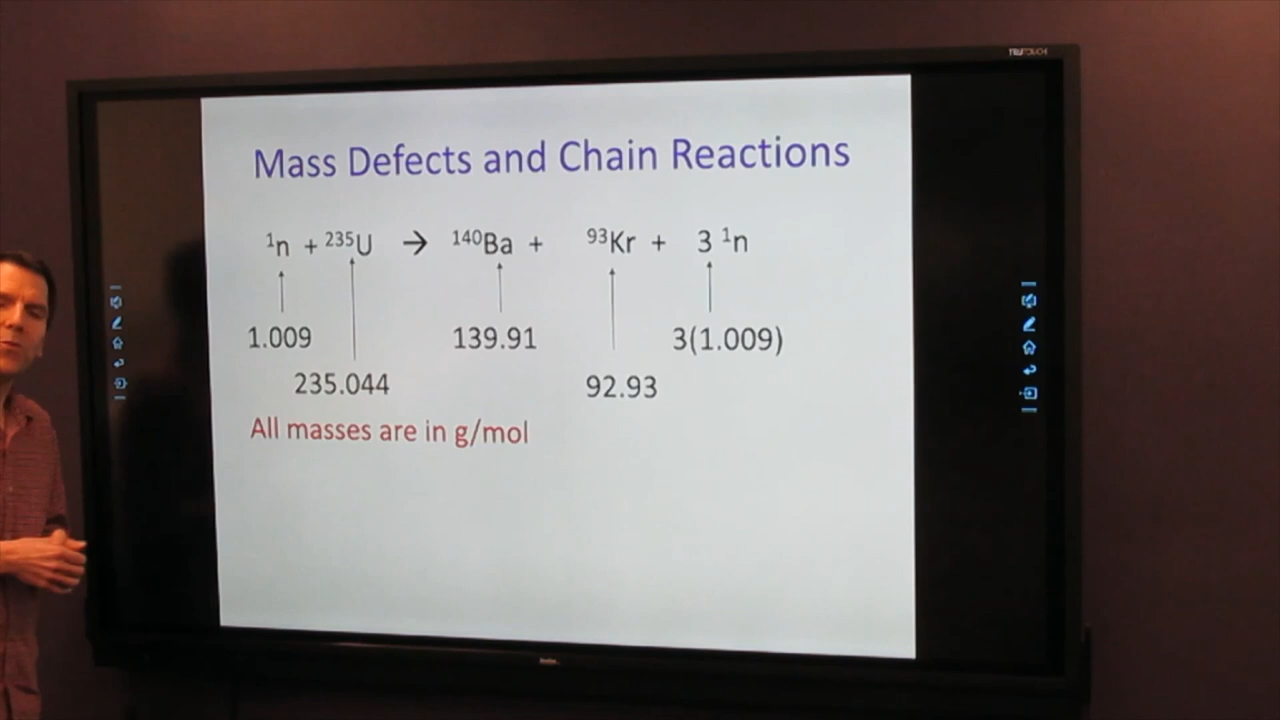 Mass Defects and Chain Reactions
¹n + ²³⁵U → ¹⁴⁰Ba + ⁹³Kr + 3 ¹n
1.009 139.91 3(1.009)
235.044 92.93
All masses are in g/mol